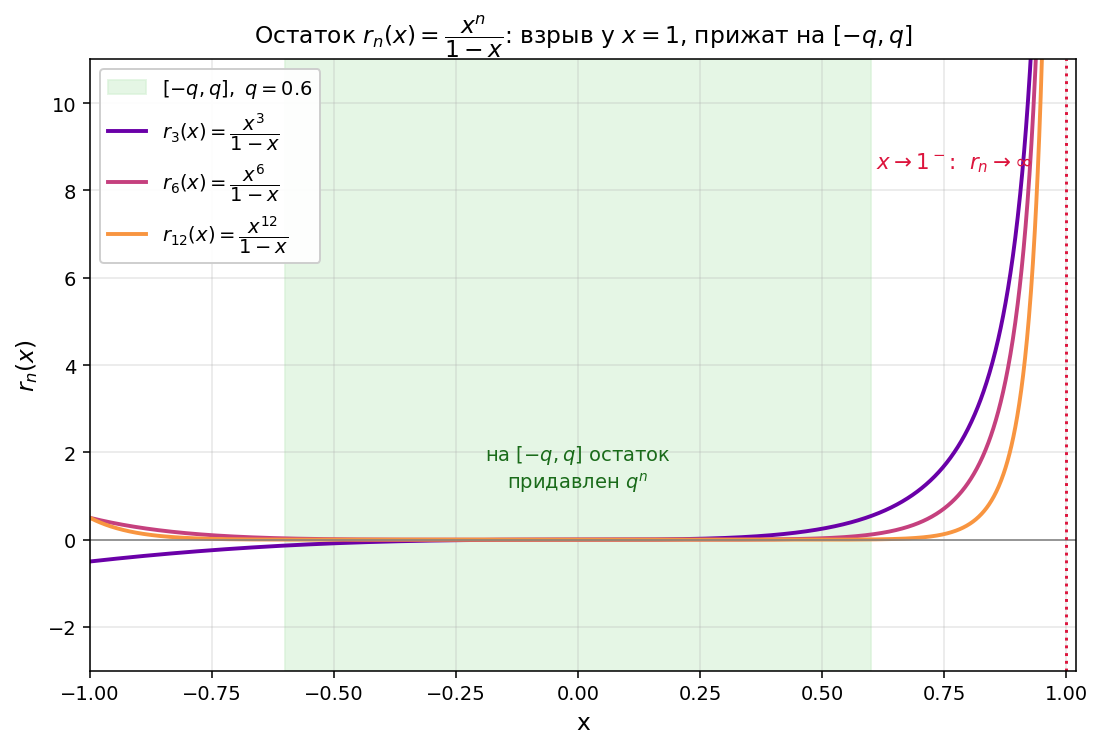 Остаток $r_n(x) = \dfrac{x^n}{1-x}$: взрыв у $x = 1$, прижат на $[-q, q]$
$[-q, q],\ q = 0.6$
$r_3(x) = \dfrac{x^3}{1-x}$
$r_6(x) = \dfrac{x^6}{1-x}$
$r_{12}(x) = \dfrac{x^{12}}{1-x}$
$x \to 1^-:\ r_n \to \infty$
на $[-q, q]$ остаток
придавлен $q^n$
$r_n(x)$
10
8
6
4
2
0
−2
−1.00 −0.75 −0.50 −0.25 0.00 0.25 0.50 0.75 1.00
x